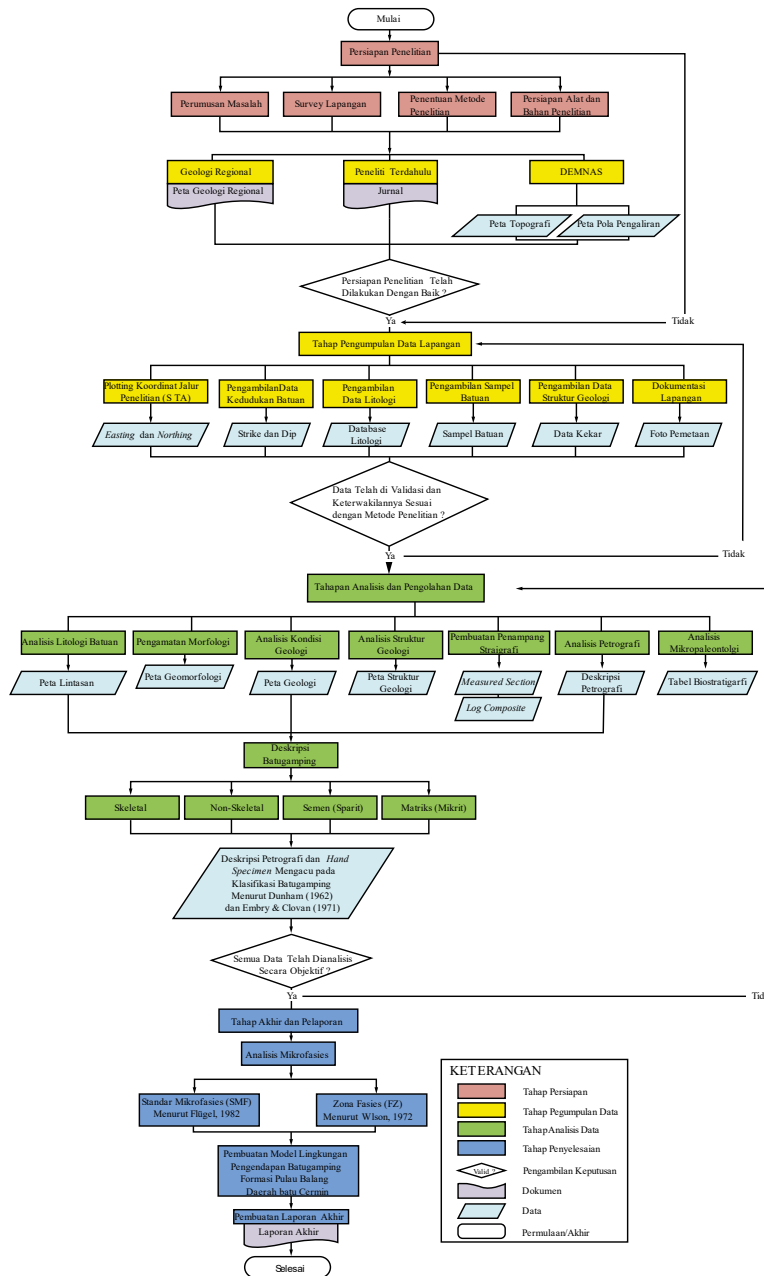 Mulai
Persiapan Penelitian
Perumusan Masalah
Survey Lapangan
Penentuan Metode
Penelitian
Persiapan Alat dan
Bahan Penelitian
Geologi Regional
Peta Geologi Regional
Peneliti Terdahulu
Jurnal
DEMNAS
Peta Topografi
Peta Pola Pengaliran
Persiapan Penelitian Telah
Dilakukan Dengan Baik ?
Ya
Tidak
Tahap Pengumpulan Data Lapangan
Plotting Koordinat Jalur
Penelitian (S TA)
PengambilanData
Kedudukan Batuan
Pengambilan
Data Litologi
Pengambilan Sampel
Batuan
Pengambilan Data
Struktur Geologi
Dokumentasi
Lapangan
Easting dan Northing
Strike dan Dip
Database
Litologi
Sampel Batuan
Data Kekar
Foto Pemetaan
Data Telah di Validasi dan
Keterwakilannya Sesuai
dengan Metode Penelitian ?
Ya
Tidak
Tahapan Analisis dan Pengolahan Data
Analisis Litologi Batuan
Pengamatan Morfologi
Analisis Kondisi
Geologi
Analisis Struktur
Geologi
Pembuatan Penampang
Straigrafi
Analisis Petrografi
Analisis
Mikropaleontolgi
Peta Lintasan
Peta Geomorfologi
Peta Geologi
Peta Struktur
Geologi
Measured Section
Log Composite
Deskripsi
Petrografi
Tabel Biostratigarfi
Deskripsi
Batugamping
Skeletal
Non-Skeletal
Semen (Sparit)
Matriks (Mikrit)
Deskripsi Petrografi dan Hand
Specimen Mengacu pada
Klasifikasi Batugamping
Menurut Dunham (1962)
dan Embry & Clovan (1971)
Semua Data Telah Dianalisis
Secara Objektif ?
Ya
Tid
Tahap Akhir dan Pelaporan
Analisis Mikrofasies
Standar Mikrofasies (SMF)
Menurut Flügel, 1982
Zona Fasies (FZ)
Menurut Wlson, 1972
Pembuatan Model Lingkungan
Pengendapan Batugamping
Formasi Pulau Balang
Daerah batu Cermin
Pembuatan Laporan Akhir
Laporan Akhir
Selesai
KETERANGAN
Tahap Persiapan
Tahap Pegumpulan Data
TahapAnalisis Data
Tahap Penyelesaian
Valid ?
Pengambilan Keputusan
Dokumen
Data
Permulaan/Akhir